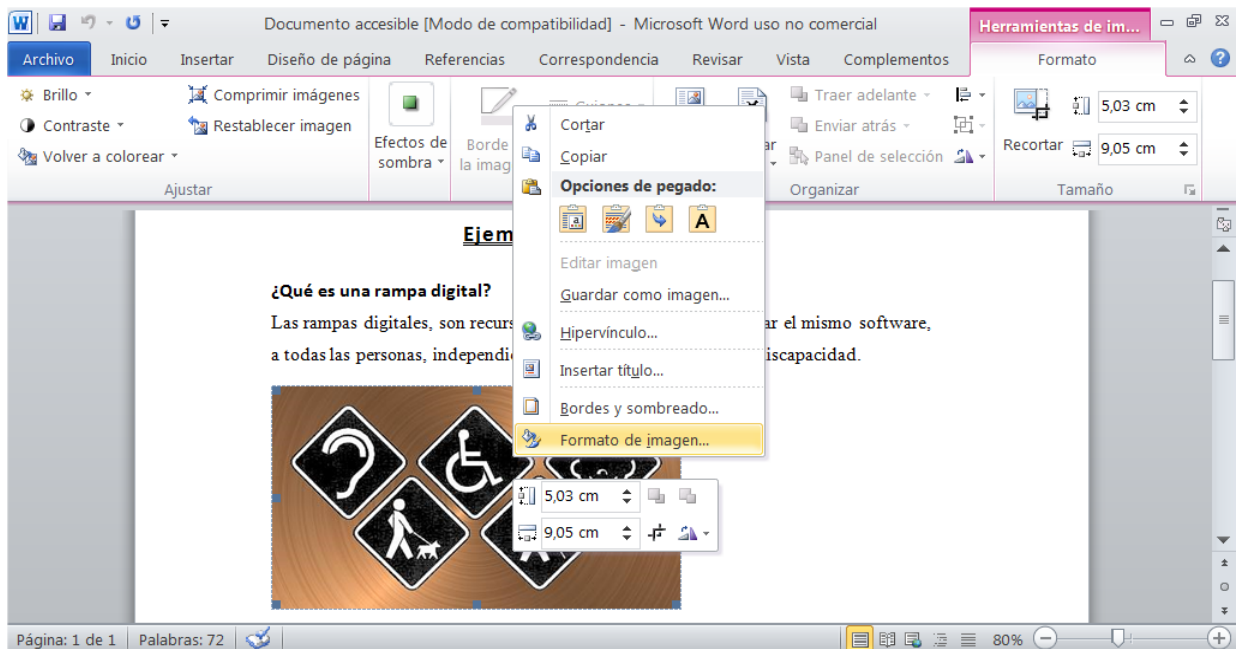 Documento accesible [Modo de compatibilidad] - Microsoft Word uso no comercial
Herramientas de im...
Archivo Inicio Insertar Diseño de página Referencias Correspondencia Revisar Vista Complementos Formato
Brillo
Contraste
Volver a colorear
Comprimir imágenes
Restablecer imagen
Ajustar
Efectos de
sombra
Borde
la imag
Traer adelante
Enviar atrás
Panel de selección
Organizar
Recortar
5,03 cm
9,05 cm
Tamaño
Cortar
Copiar
Opciones de pegado:
Editar imagen
Guardar como imagen...
Hipervínculo...
Insertar título...
Bordes y sombreado...
Formato de imagen...
5,03 cm
9,05 cm
Ejem
¿Qué es una rampa digital?
Las rampas digitales, son recurs ar el mismo software,
a todas las personas, independi iscapacidad.
Página: 1 de 1 Palabras: 72 80%